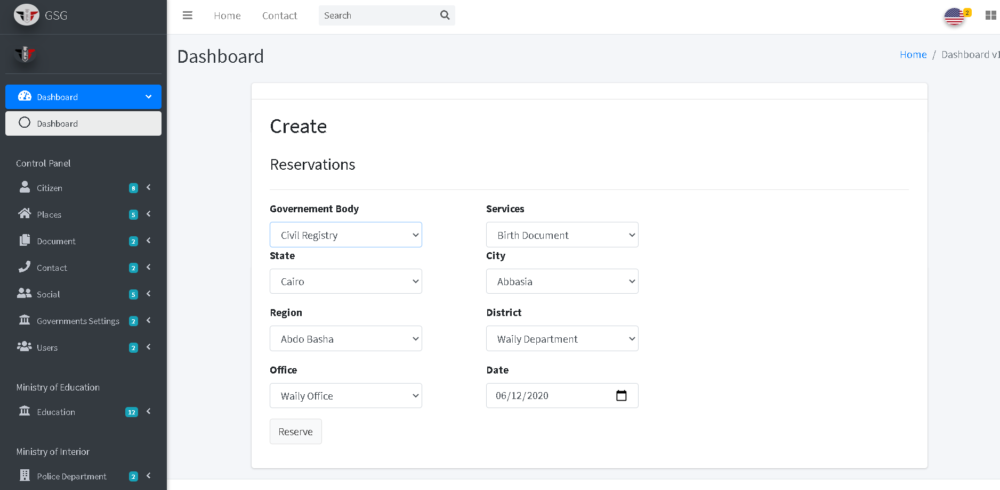 GSG
Home
Contact
Search
2
Dashboard
Home / Dashboard v1
Dashboard
Dashboard
Control Panel
Citizen 8
Places 5
Document 2
Contact 2
Social 5
Governments Settings 2
Users 2
Ministry of Education
Education 12
Ministry of Interior
Police Department 2
Create
Reservations
Governement Body
Services
Civil Registry
Birth Document
State
City
Cairo
Abbasia
Region
District
Abdo Basha
Waily Department
Office
Date
Waily Office
06/12/2020
Reserve